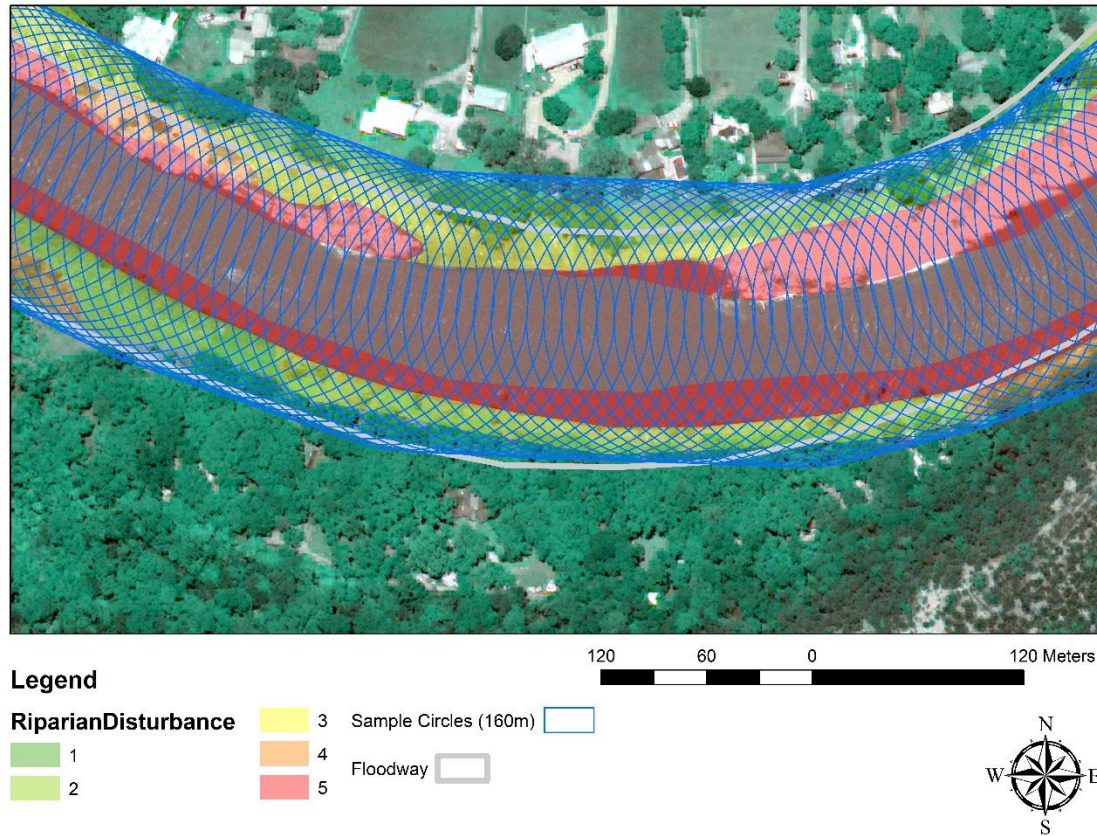 120 60 0 120 Meters
Legend
RiparianDisturbance
1
2
3
4
5
Sample Circles (160m)
Floodway
N
W E
S